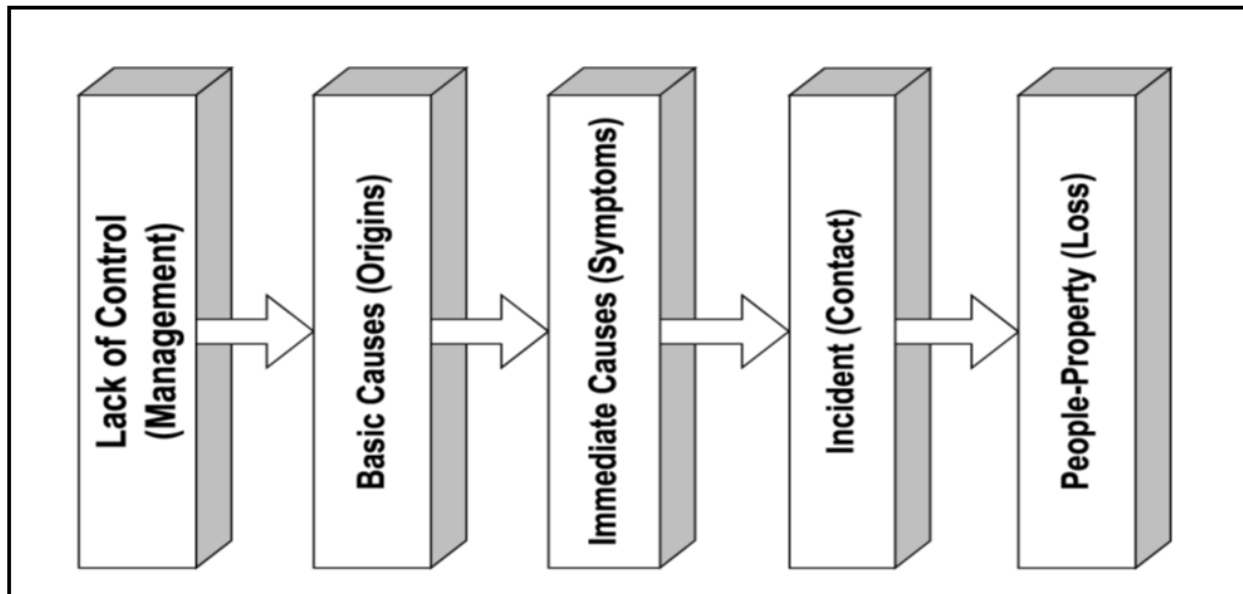 Lack of Control
(Management)
Basic Causes (Origins)
Immediate Causes (Symptoms)
Incident (Contact)
People-Property (Loss)